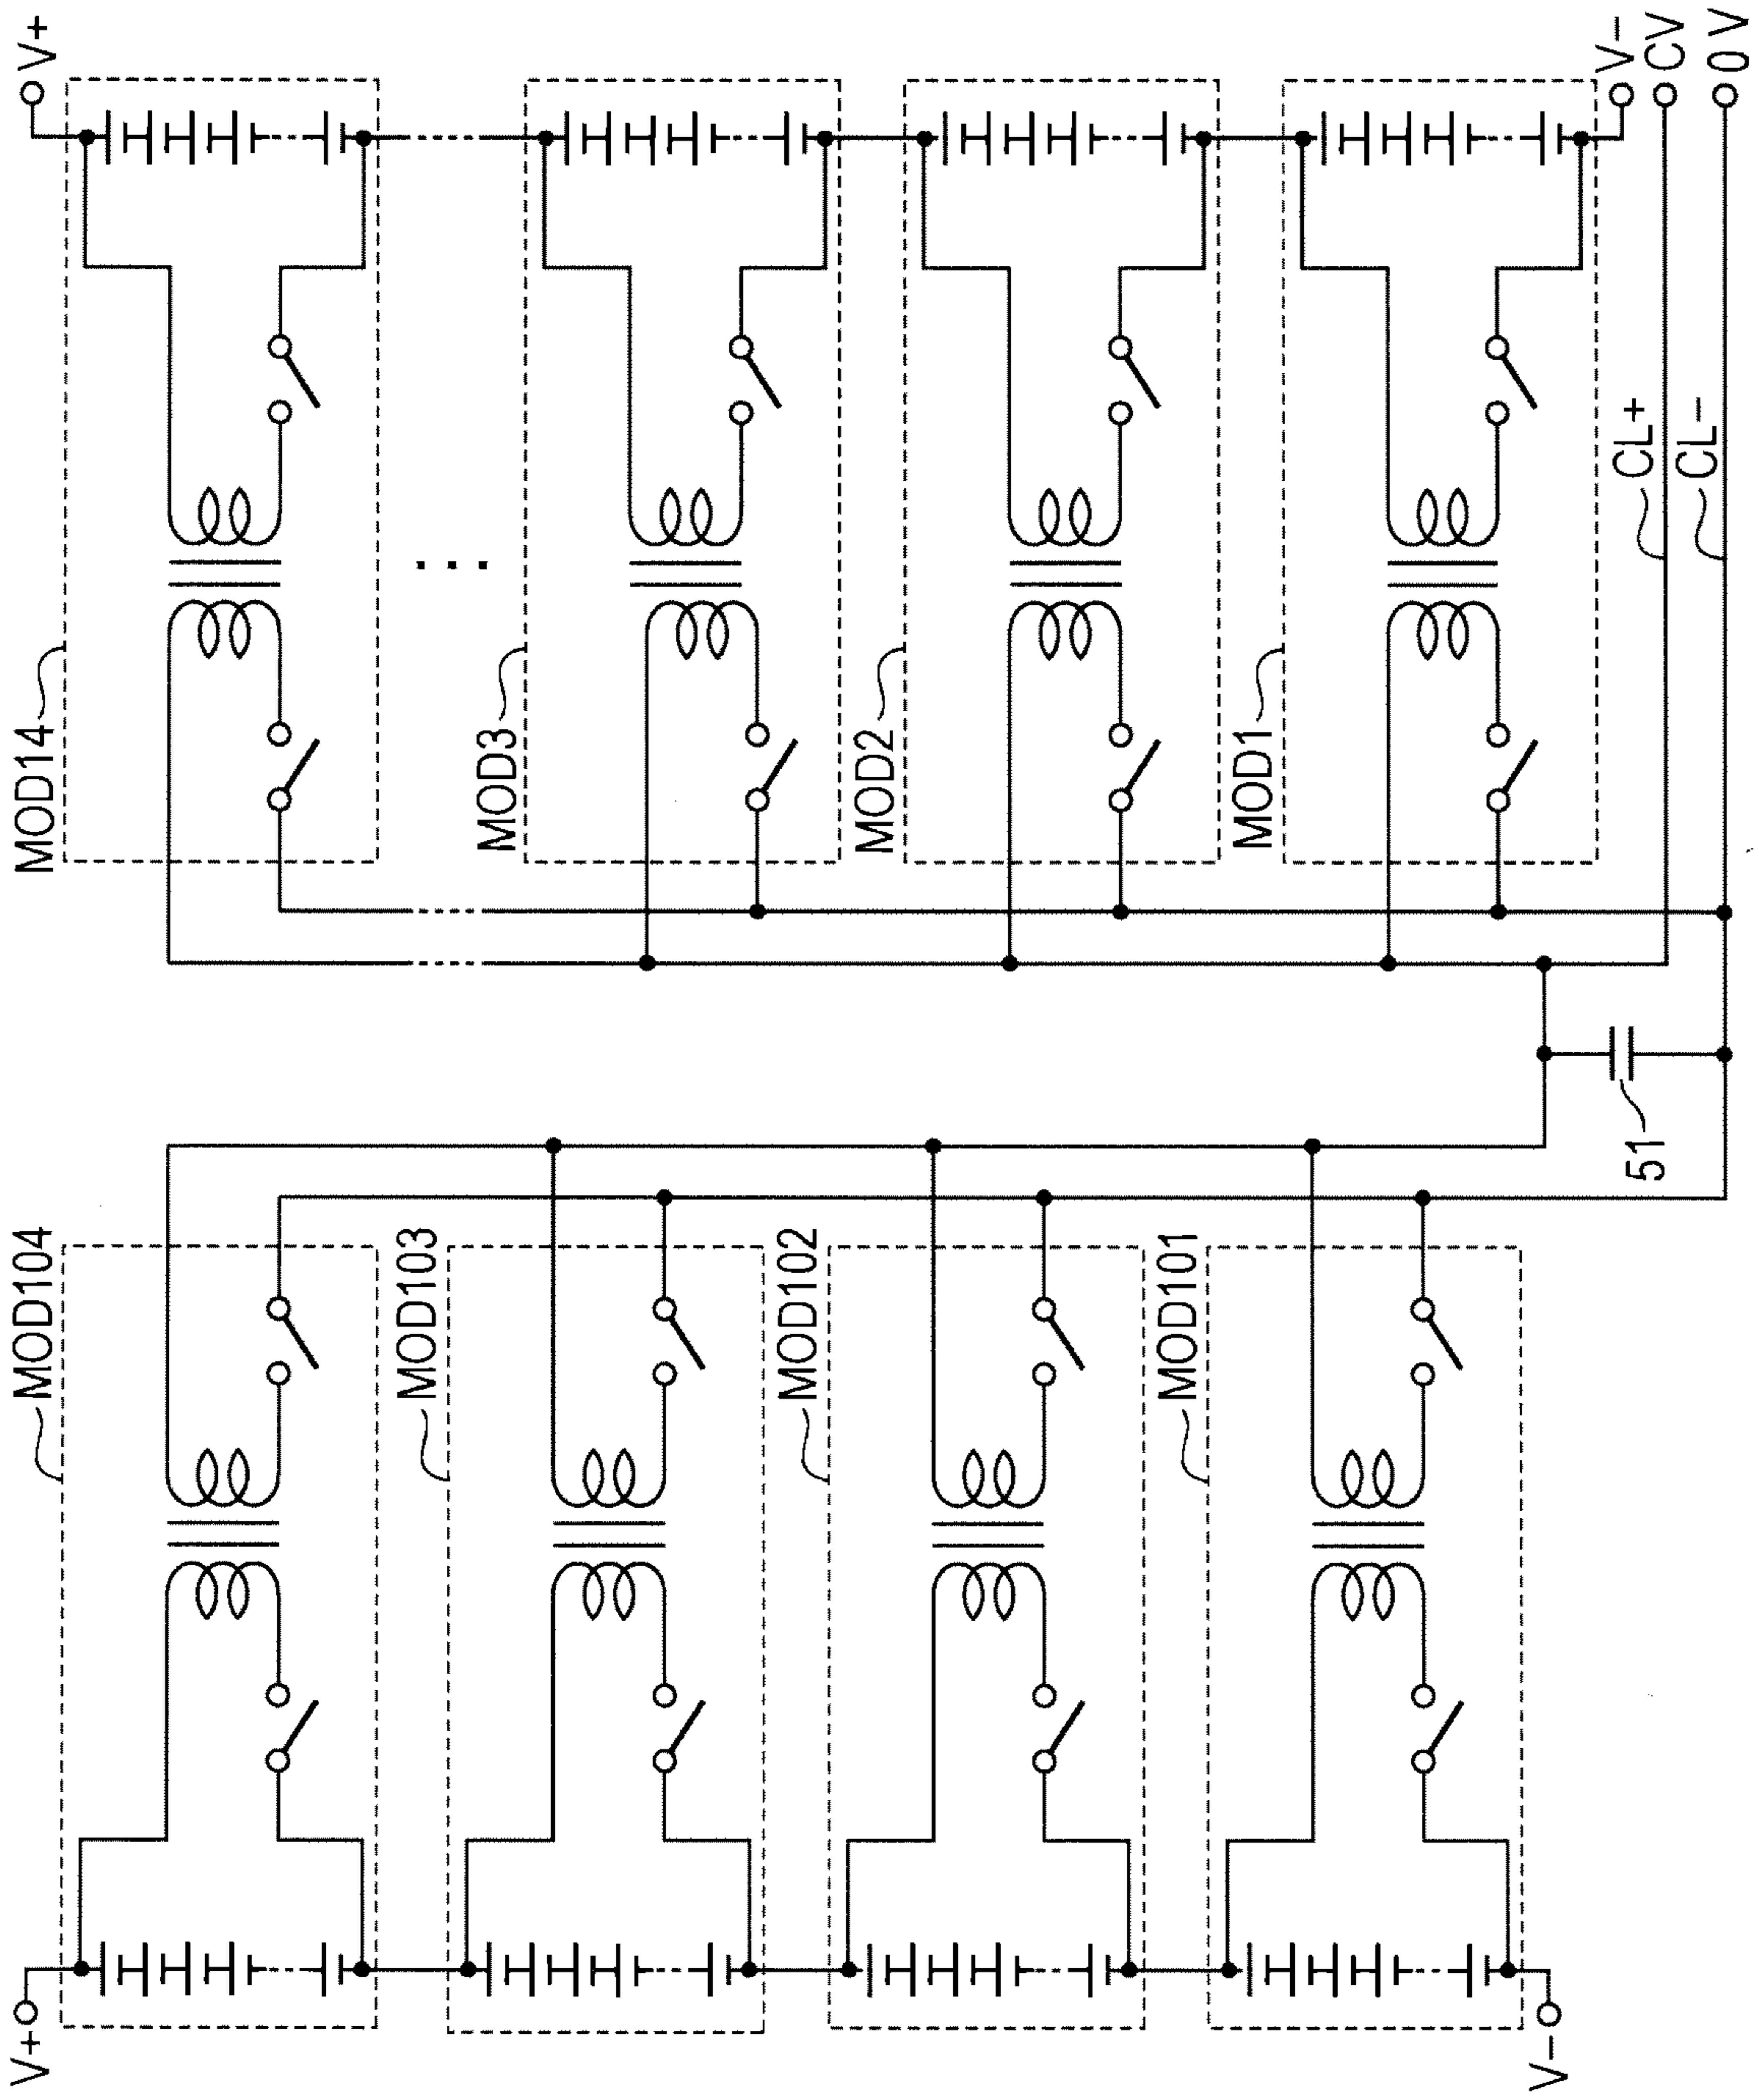 V+
MOD14
MOD3
MOD2
MOD1
V−
CV
0 V
CL+
CL−
51
MOD104
MOD103
MOD102
MOD101
V+
V−